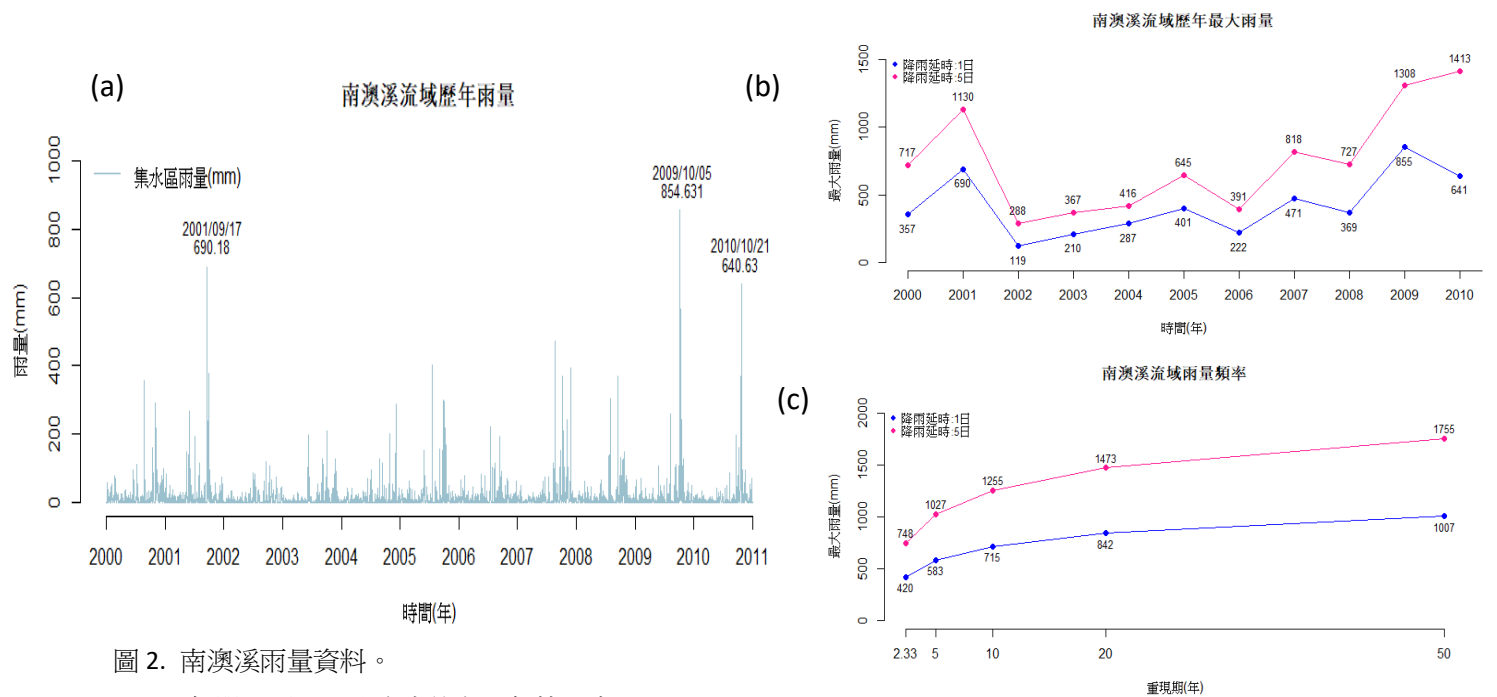 (a)
南澳溪流域歷年雨量
集水區雨量(mm)
2001/09/17
690.18
2009/10/05
854.631
2010/10/21
640.63
雨量(mm)
1000
800
600
400
200
0
2000 2001 2002 2003 2004 2005 2006 2007 2008 2009 2010 2011
時間(年)
(b)
南澳溪流域歷年最大雨量
降雨延時:1日
降雨延時:5日
最大雨量(mm)
1500
1000
500
0
717 1130 288 367 416 645 391 818 727 1308 1413
357 690 119 210 287 401 222 471 369 855 641
2000 2001 2002 2003 2004 2005 2006 2007 2008 2009 2010
時間(年)
(c)
南澳溪流域雨量頻率
降雨延時:1日
降雨延時:5日
最大雨量(mm)
2000
1500
1000
500
0
748 1027 1255 1473 1755
420 583 715 842 1007
2.33 5 10 20 50
重現期(年)
圖 2. 南澳溪雨量資料。